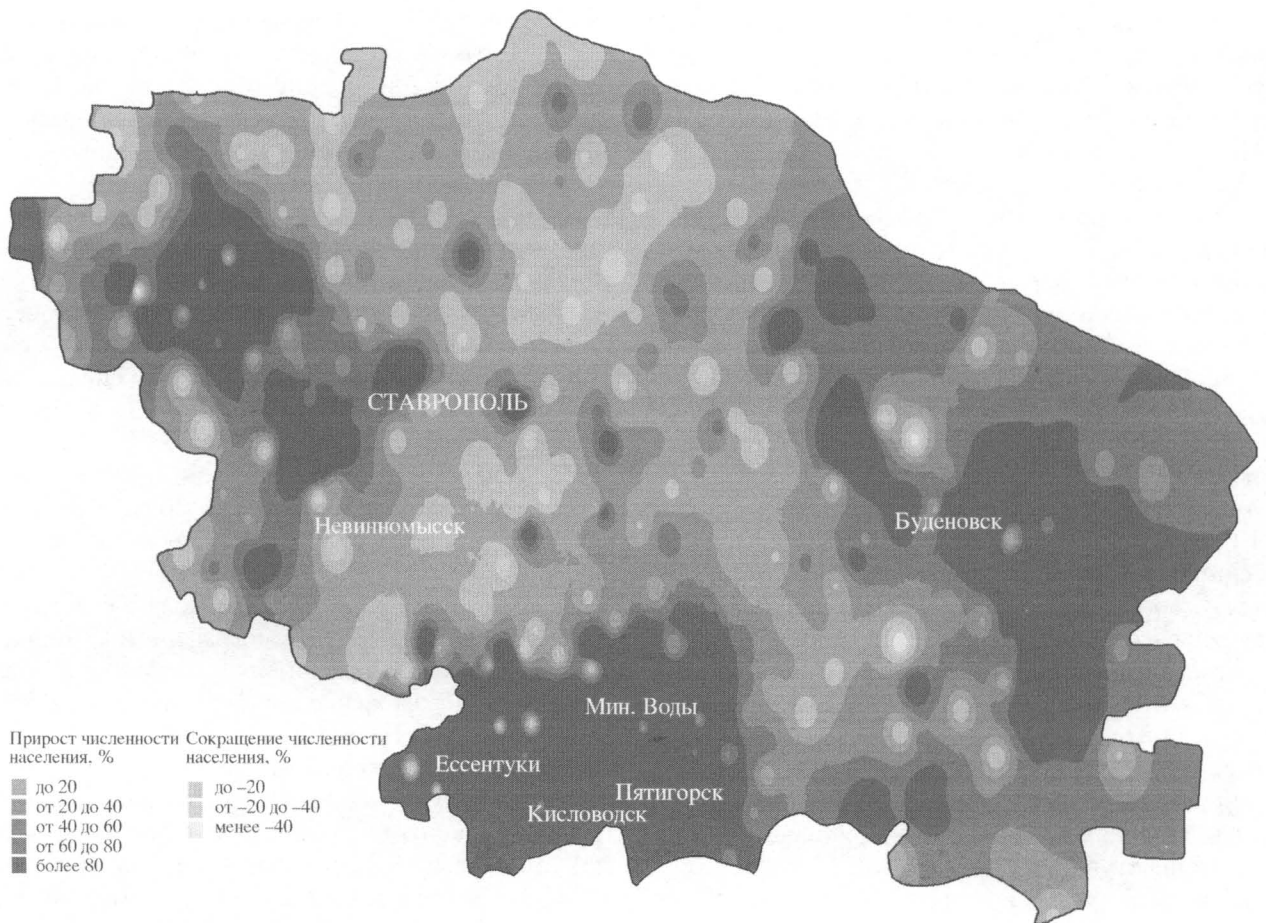 СТАВРОПОЛЬ
Невинномысск
Буденовск
Мин. Воды
Ессентуки
Пятигорск
Кисловодск
Прирост численности
населения, %
до 20
от 20 до 40
от 40 до 60
от 60 до 80
более 80
Сокращение численности
населения, %
до –20
от –20 до –40
менее –40